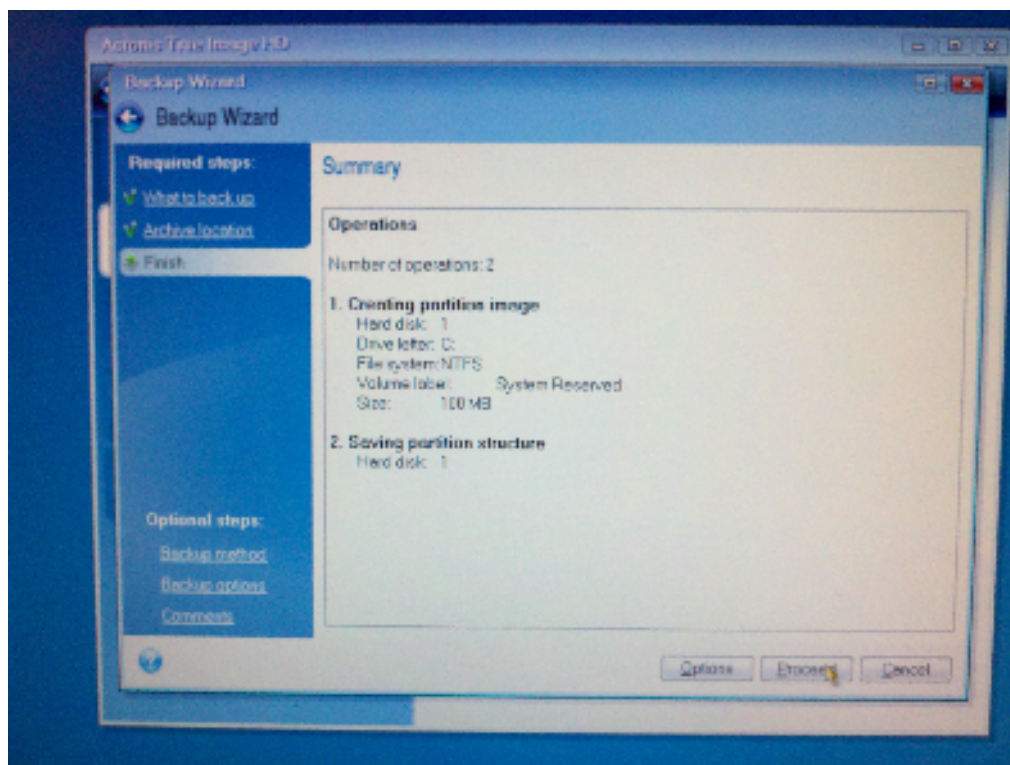 Acronis True Image HD
Backup Wizard
Backup Wizard
Required steps:
What to back up
Archive location
Finish
Summary
Operations
Number of operations: 2
1. Creating partition image
Hard disk: 1
Drive letter: C:
File system: NTFS
Volume label: System Reserved
Size: 100 MB
2. Saving partition structure
Hard disk: 1
Optional steps:
Backup method
Backup options
Comments
Options Proceed Cancel